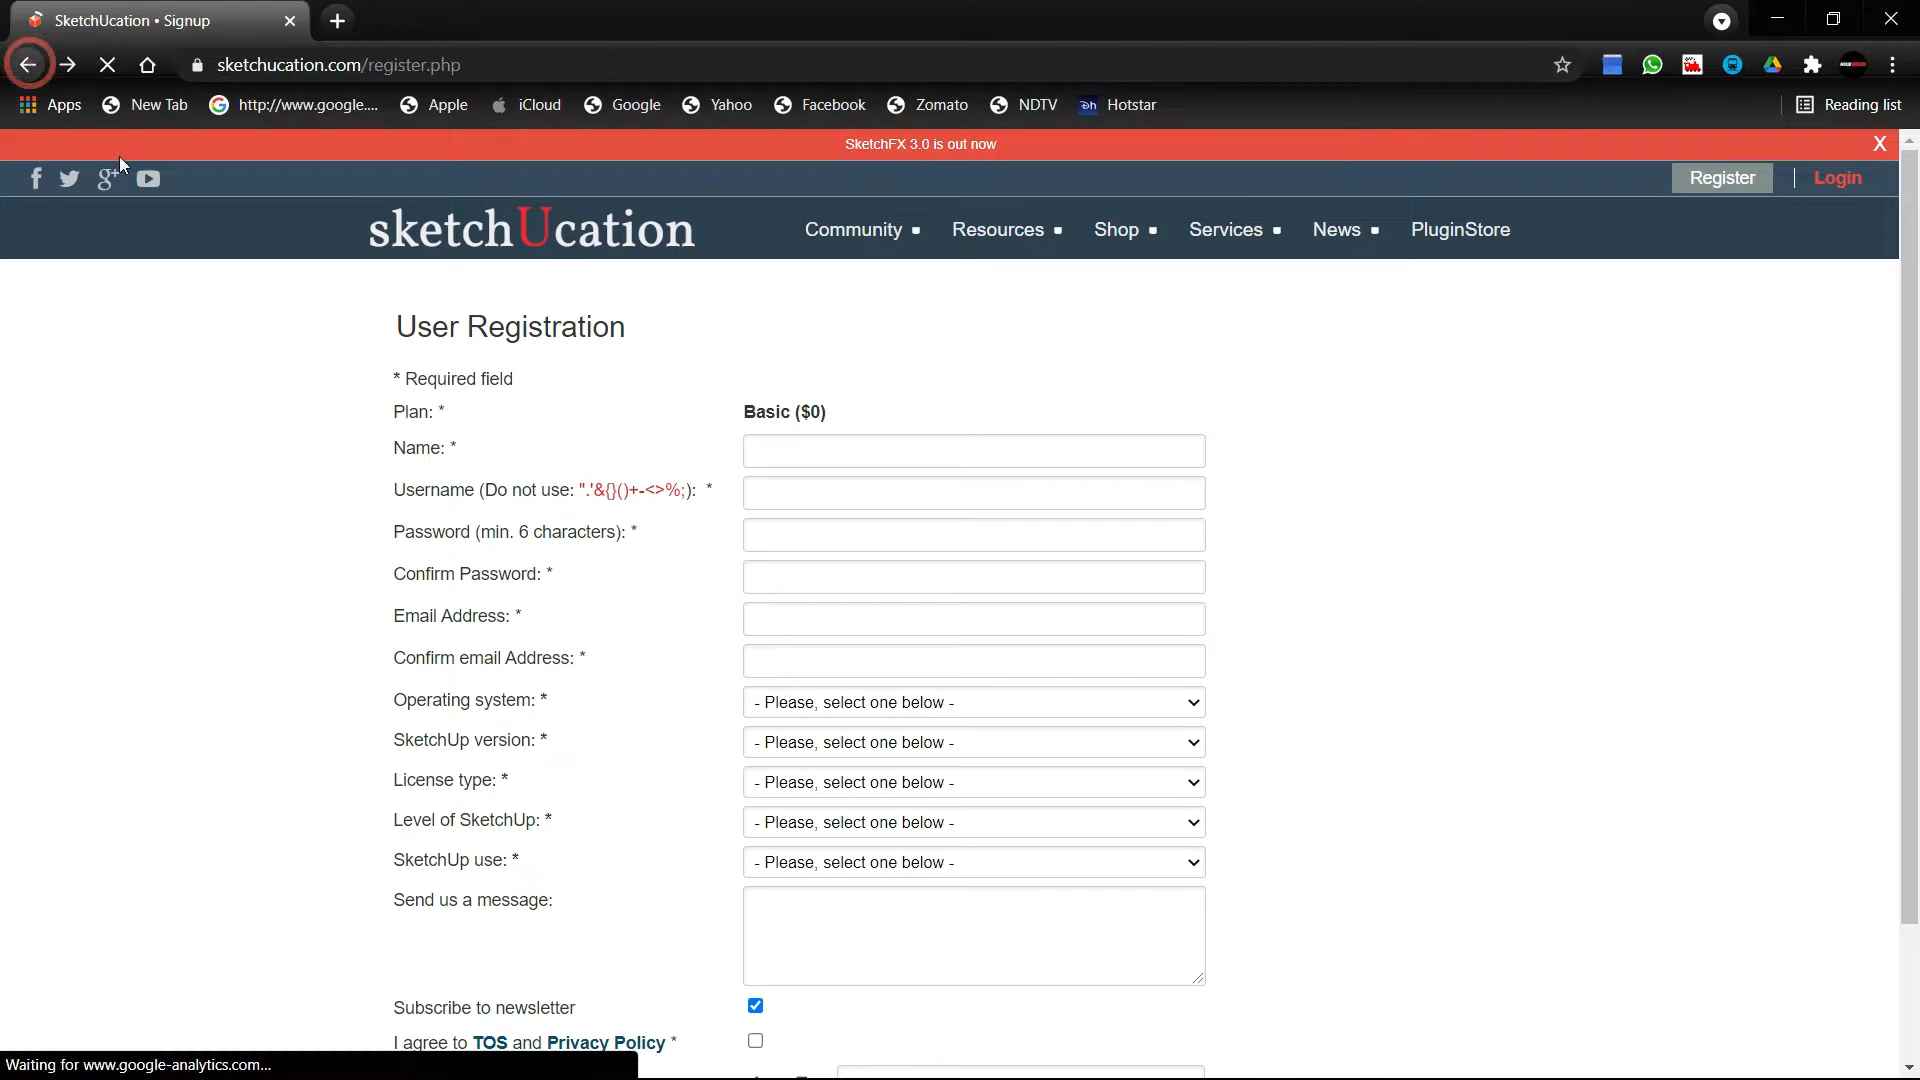 SketchUcation • Signup
sketchucation.com/register.php
Apps New Tab http://www.google.... Apple iCloud Google Yahoo Facebook Zomato NDTV Hotstar Reading list
SketchFX 3.0 is out now X
Register | Login
sketchUcation Community Resources Shop Services News PluginStore
User Registration
* Required field
Plan: * Basic ($0)
Name: *
Username (Do not use: ".'&{}()+-<>%;): *
Password (min. 6 characters): *
Confirm Password: *
Email Address: *
Confirm email Address: *
Operating system: * - Please, select one below -
SketchUp version: * - Please, select one below -
License type: * - Please, select one below -
Level of SketchUp: * - Please, select one below -
SketchUp use: * - Please, select one below -
Send us a message:
Subscribe to newsletter
I agree to TOS and Privacy Policy *
Waiting for www.google-analytics.com...